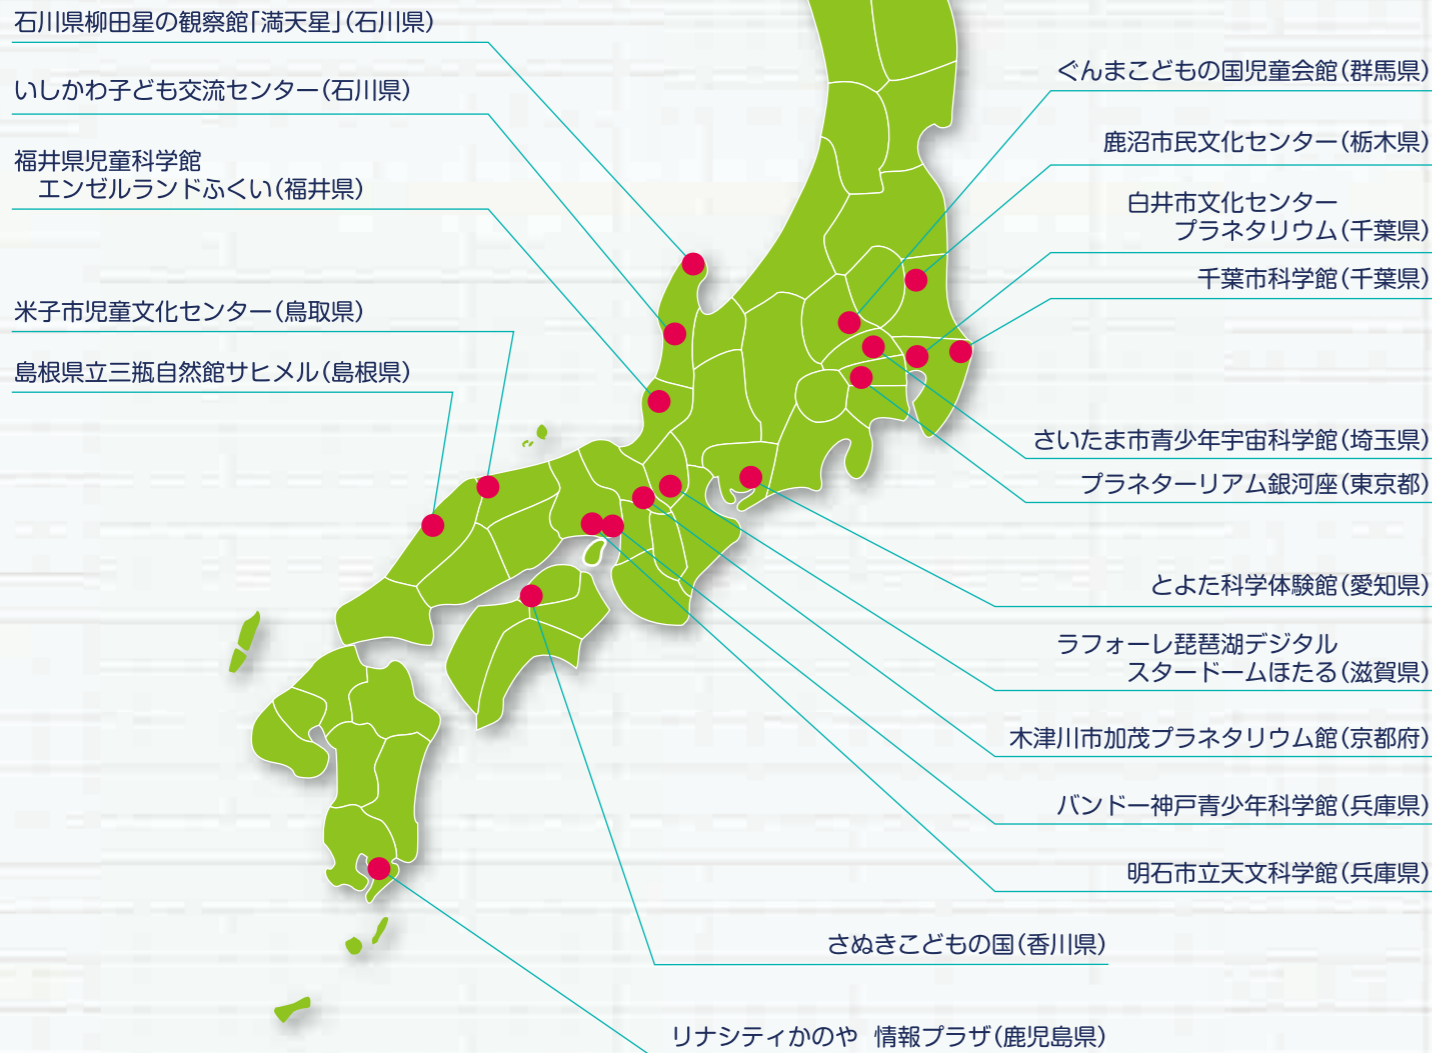 石川県柳田星の観察館「満天星」(石川県)
いしかわ子ども交流センター(石川県)
福井県児童科学館
エンゼルランドふくい(福井県)
米子市児童文化センター(鳥取県)
島根県立三瓶自然館サヒメル(島根県)
ぐんまこどもの国児童会館(群馬県)
鹿沼市民文化センター(栃木県)
白井市文化センター
プラネタリウム(千葉県)
千葉市科学館(千葉県)
さいたま市青少年宇宙科学館(埼玉県)
プラネターリアム銀河座(東京都)
とよた科学体験館(愛知県)
ラフォーレ琵琶湖デジタル
スタードームほたる(滋賀県)
木津川市加茂プラネタリウム館(京都府)
バンドー神戸青少年科学館(兵庫県)
明石市立天文科学館(兵庫県)
さぬきこどもの国(香川県)
リナシティかのや 情報プラザ(鹿児島県)